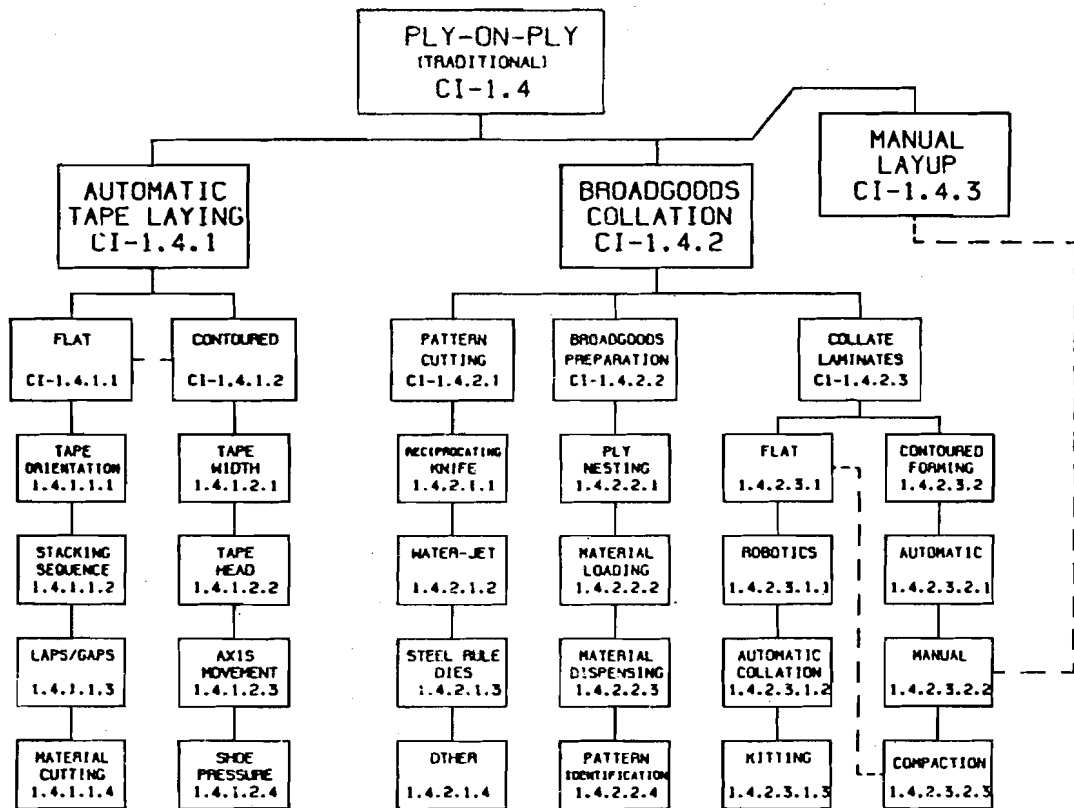 PLY-ON-PLY
(TRADITIONAL)
CI-1.4
MANUAL
LAYUP
CI-1.4.3
AUTOMATIC
TAPE LAYING
CI-1.4.1
BROADGOODS
COLLATION
CI-1.4.2
FLAT
CI-1.4.1.1
CONTOURED
CI-1.4.1.2
PATTERN
CUTTING
CI-1.4.2.1
BROADGOODS
PREPARATION
CI-1.4.2.2
COLLATE
LAMINATES
CI-1.4.2.3
TAPE
ORIENTATION
1.4.1.1.1
TAPE
WIDTH
1.4.1.2.1
RECIPROCATING
KNIFE
1.4.2.1.1
PLY
NESTING
1.4.2.2.1
FLAT
1.4.2.3.1
CONTOURED
FORMING
1.4.2.3.2
STACKING
SEQUENCE
1.4.1.1.2
TAPE
HEAD
1.4.1.2.2
WATER-JET
1.4.2.1.2
MATERIAL
LOADING
1.4.2.2.2
ROBOTICS
1.4.2.3.1.1
AUTOMATIC
1.4.2.3.2.1
LAPS/GAPS
1.4.1.1.3
AXIS
MOVEMENT
1.4.1.2.3
STEEL RULE
DIES
1.4.2.1.3
MATERIAL
DISPENSING
1.4.2.2.3
AUTOMATIC
COLLATION
1.4.2.3.1.2
MANUAL
1.4.2.3.2.2
MATERIAL
CUTTING
1.4.1.1.4
SHOE
PRESSURE
1.4.1.2.4
OTHER
1.4.2.1.4
PATTERN
IDENTIFICATION
1.4.2.2.4
KITTING
1.4.2.3.1.3
COMPACTION
1.4.2.3.2.3